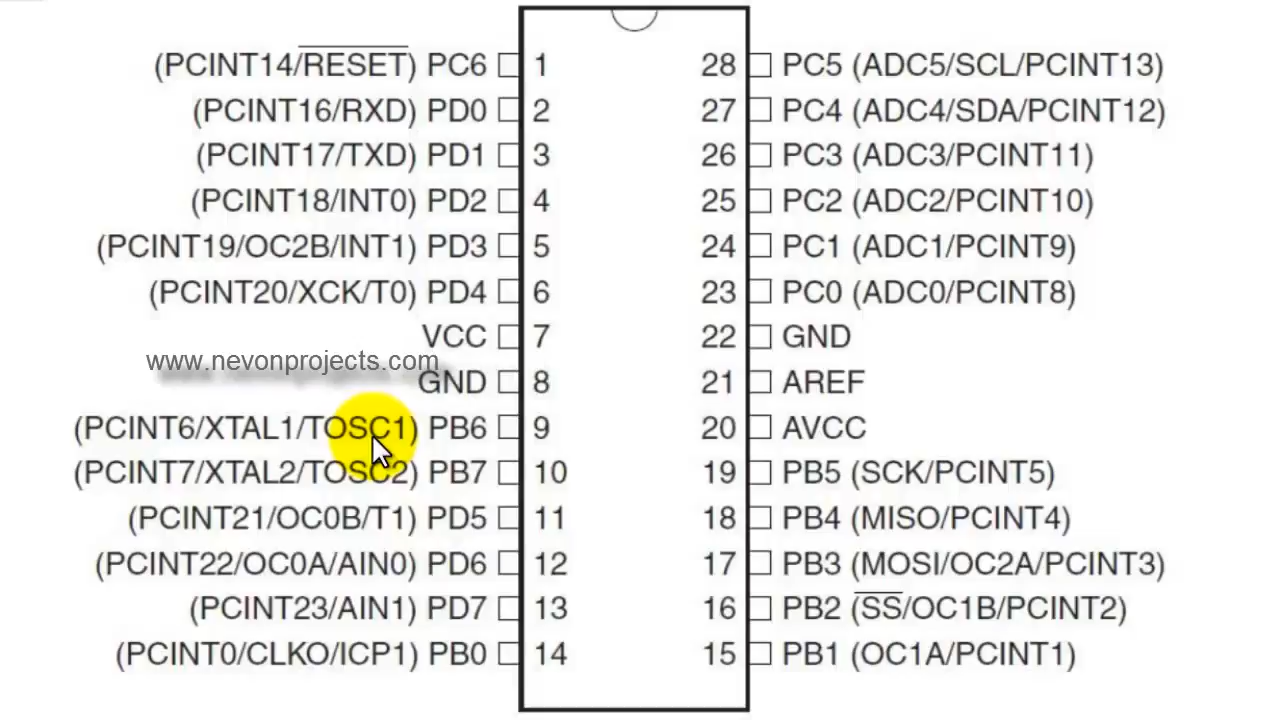 (PCINT14/RESET) PC6 1 28 PC5 (ADC5/SCL/PCINT13)
(PCINT16/RXD) PD0 2 27 PC4 (ADC4/SDA/PCINT12)
(PCINT17/TXD) PD1 3 26 PC3 (ADC3/PCINT11)
(PCINT18/INT0) PD2 4 25 PC2 (ADC2/PCINT10)
(PCINT19/OC2B/INT1) PD3 5 24 PC1 (ADC1/PCINT9)
(PCINT20/XCK/T0) PD4 6 23 PC0 (ADC0/PCINT8)
VCC 7 22 GND
www.nevonprojects.com
GND 8 21 AREF
(PCINT6/XTAL1/TOSC1) PB6 9 20 AVCC
(PCINT7/XTAL2/TOSC2) PB7 10 19 PB5 (SCK/PCINT5)
(PCINT21/OC0B/T1) PD5 11 18 PB4 (MISO/PCINT4)
(PCINT22/OC0A/AIN0) PD6 12 17 PB3 (MOSI/OC2A/PCINT3)
(PCINT23/AIN1) PD7 13 16 PB2 (SS/OC1B/PCINT2)
(PCINT0/CLKO/ICP1) PB0 14 15 PB1 (OC1A/PCINT1)